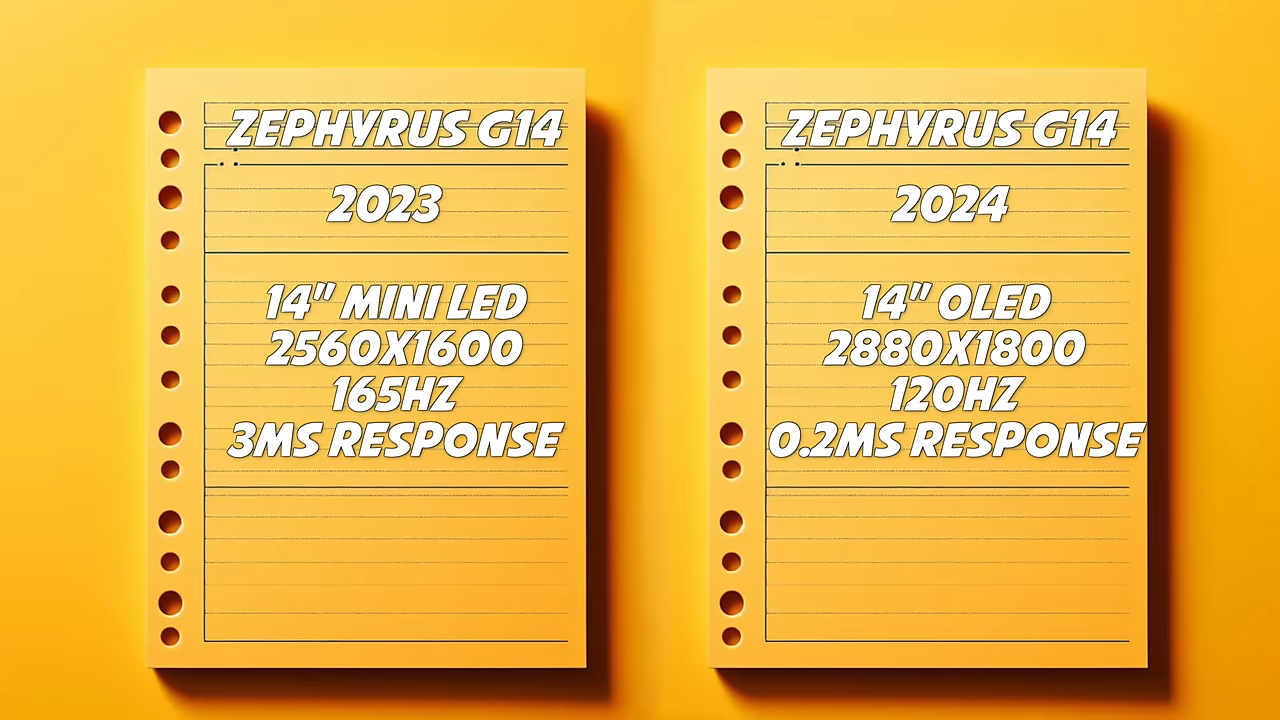 ZEPHYRUS G14
2023
14" MINI LED
2560X1600
165HZ
3MS RESPONSE
ZEPHYRUS G14
2024
14" OLED
2880X1800
120HZ
0.2MS RESPONSE